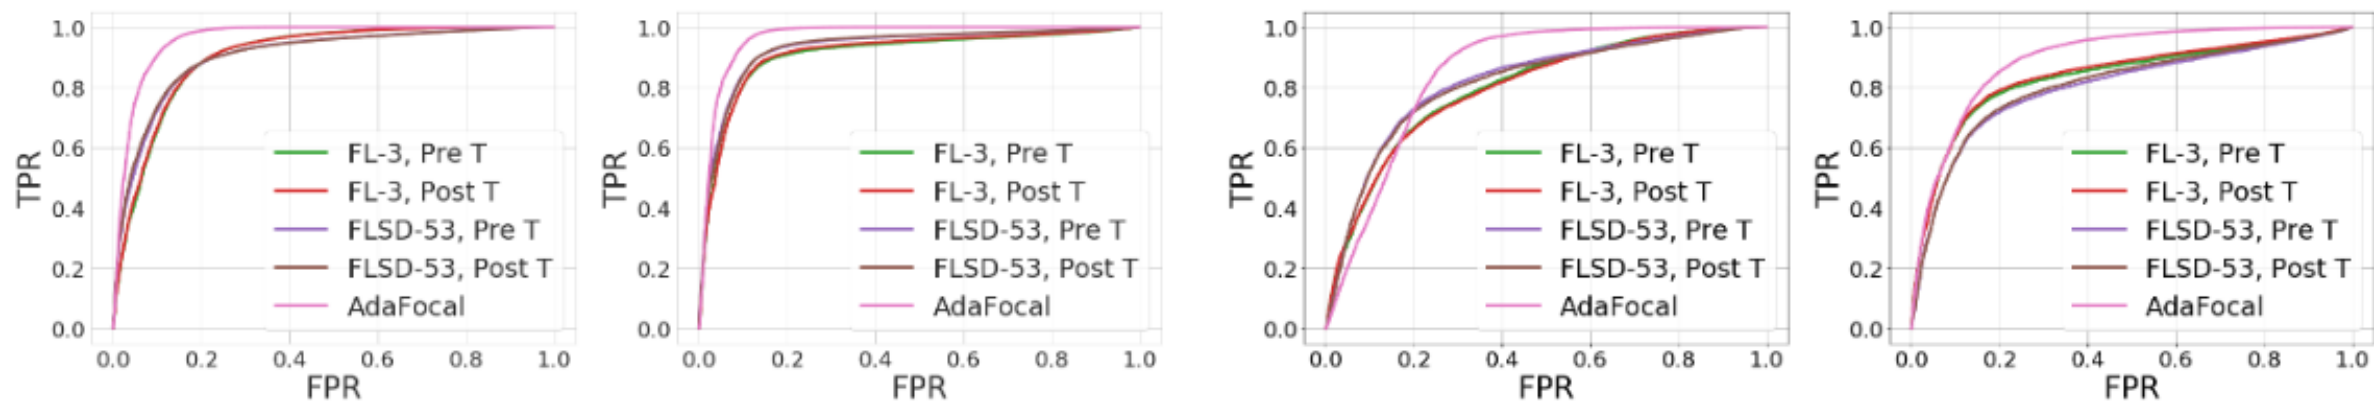 1.0
0.8
0.6
0.4
0.2
0.0
TPR
FL-3, Pre T
FL-3, Post T
FLSD-53, Pre T
FLSD-53, Post T
AdaFocal
0.0 0.2 0.4 0.6 0.8 1.0
FPR
1.0
0.8
0.6
0.4
0.2
0.0
TPR
FL-3, Pre T
FL-3, Post T
FLSD-53, Pre T
FLSD-53, Post T
AdaFocal
0.0 0.2 0.4 0.6 0.8 1.0
FPR
1.0
0.8
0.6
0.4
0.2
0.0
TPR
FL-3, Pre T
FL-3, Post T
FLSD-53, Pre T
FLSD-53, Post T
AdaFocal
0.0 0.2 0.4 0.6 0.8 1.0
FPR
1.0
0.8
0.6
0.4
0.2
0.0
TPR
FL-3, Pre T
FL-3, Post T
FLSD-53, Pre T
FLSD-53, Post T
AdaFocal
0.0 0.2 0.4 0.6 0.8 1.0
FPR